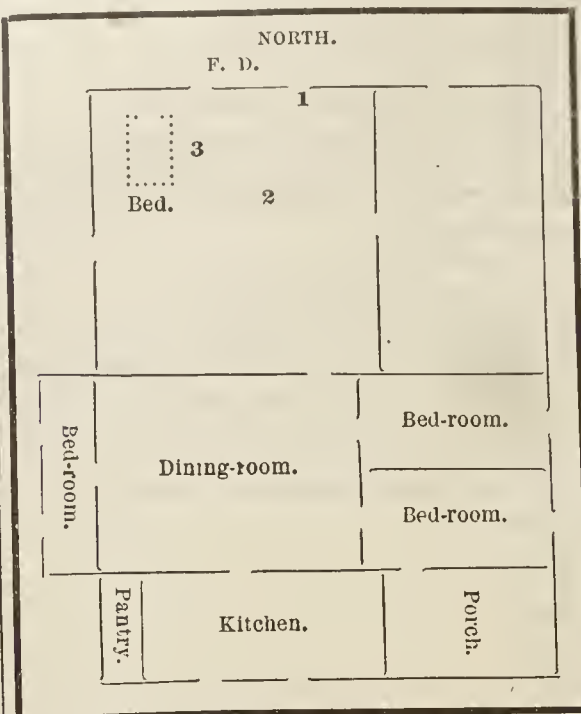 NORTH.
F. D.
1
3
Bed.
2
Bed-room.
Dining-room.
Bed-room.
Bed-room.
Pantry.
Kitchen.
Porch.